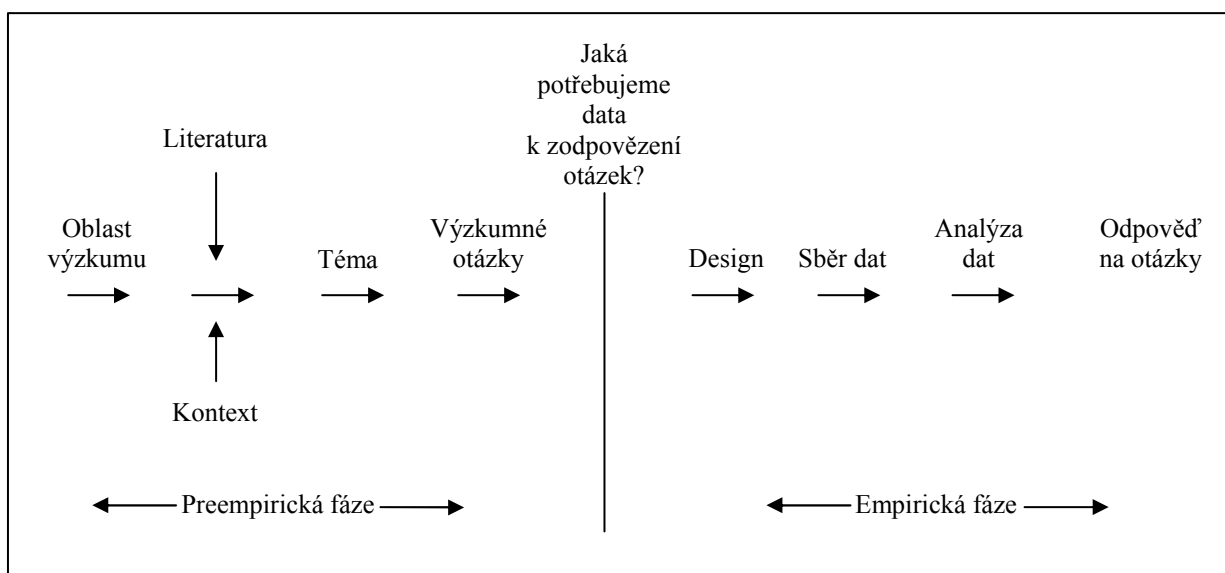 Jaká
potřebujeme
data
k zodpovězení
otázek?
Literatura
Oblast
výzkumu
Téma
Výzkumné
otázky
Design
Sběr dat
Analýza
dat
Odpověď
na otázky
Kontext
Preempirická fáze
Empirická fáze